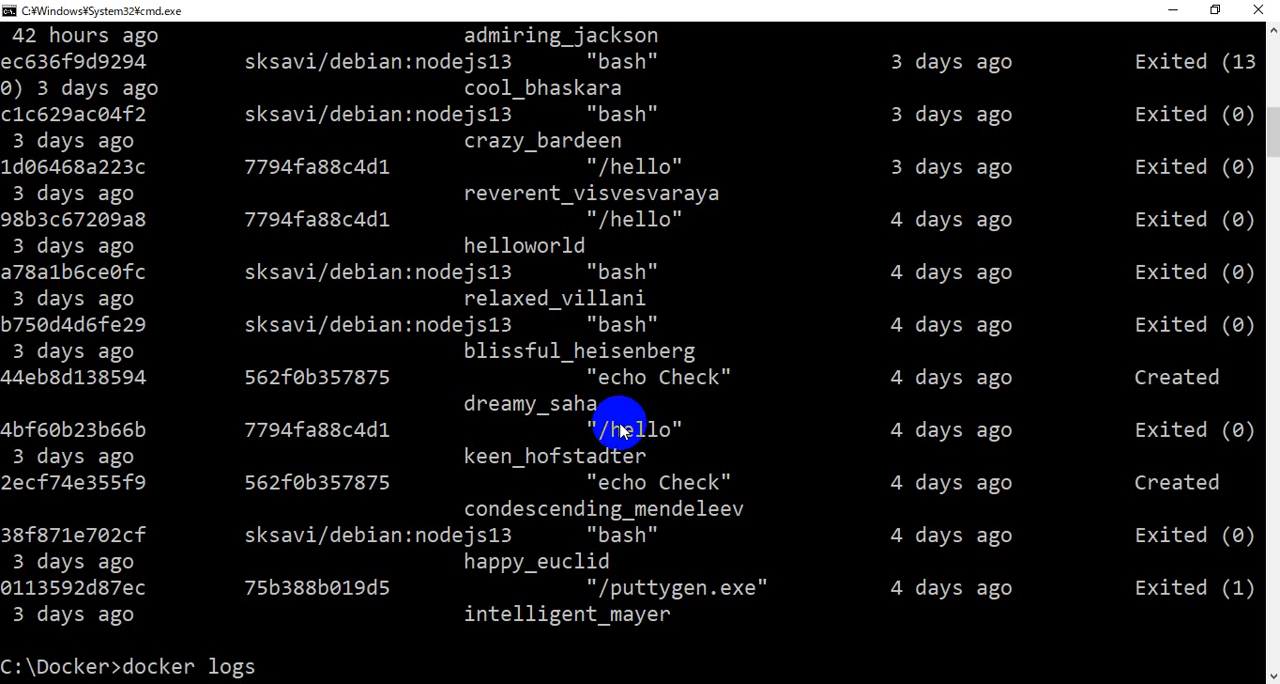 C:¥Windows¥System32¥cmd.exe
42 hours ago admiring_jackson
ec636f9d9294 sksavi/debian:nodejs13 "bash" 3 days ago Exited (13
0) 3 days ago cool_bhaskara
c1c629ac04f2 sksavi/debian:nodejs13 "bash" 3 days ago Exited (0)
3 days ago crazy_bardeen
1d06468a223c 7794fa88c4d1 "/hello" 3 days ago Exited (0)
3 days ago reverent_visvesvaraya
98b3c67209a8 7794fa88c4d1 "/hello" 4 days ago Exited (0)
3 days ago helloworld
a78a1b6ce0fc sksavi/debian:nodejs13 "bash" 4 days ago Exited (0)
3 days ago relaxed_villani
b750d4d6fe29 sksavi/debian:nodejs13 "bash" 4 days ago Exited (0)
3 days ago blissful_heisenberg
44eb8d138594 562f0b357875 "echo Check" 4 days ago Created
dreamy_saha
4bf60b23b66b 7794fa88c4d1 "/hello" 4 days ago Exited (0)
3 days ago keen_hofstadter
2ecf74e355f9 562f0b357875 "echo Check" 4 days ago Created
condescending_mendeleev
38f871e702cf sksavi/debian:nodejs13 "bash" 4 days ago Exited (0)
3 days ago happy_euclid
0113592d87ec 75b388b019d5 "/puttygen.exe" 4 days ago Exited (1)
3 days ago intelligent_mayer
C:\Docker>docker logs